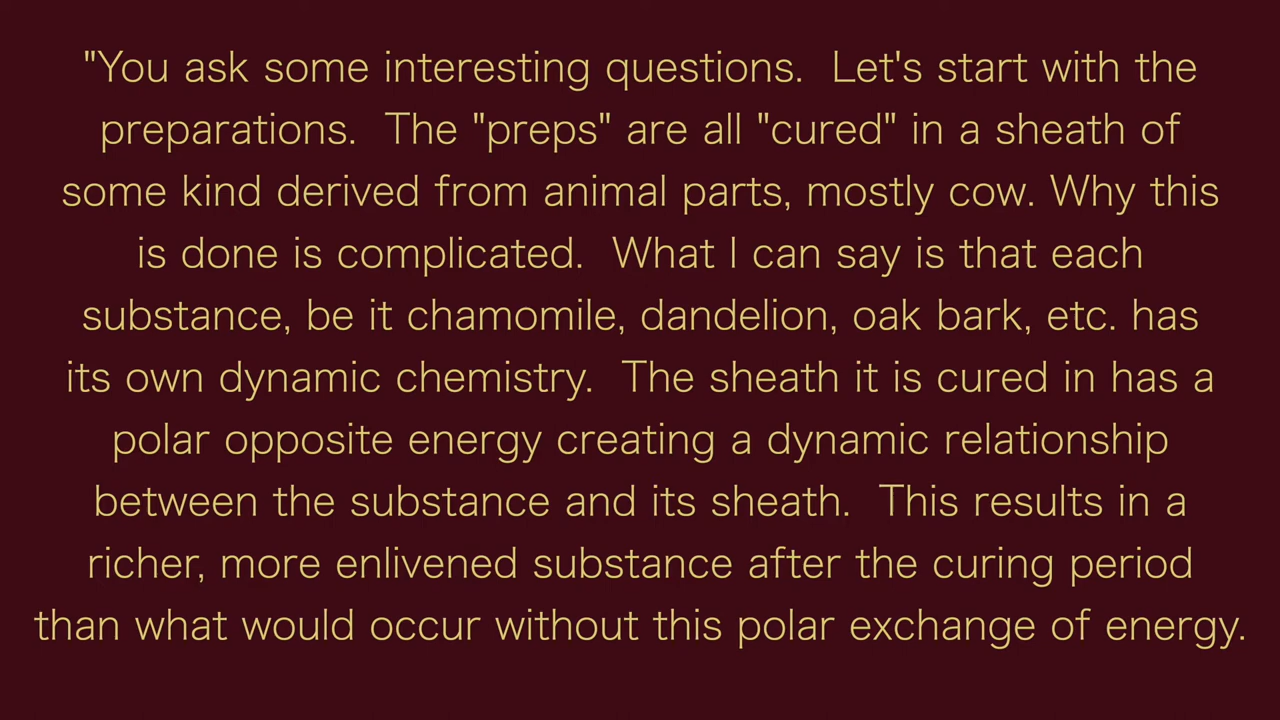 "You ask some interesting questions.  Let's start with the
preparations.  The "preps" are all "cured" in a sheath of
some kind derived from animal parts, mostly cow. Why this
is done is complicated.  What I can say is that each
substance, be it chamomile, dandelion, oak bark, etc. has
its own dynamic chemistry.  The sheath it is cured in has a
polar opposite energy creating a dynamic relationship
between the substance and its sheath.  This results in a
richer, more enlivened substance after the curing period
than what would occur without this polar exchange of energy.